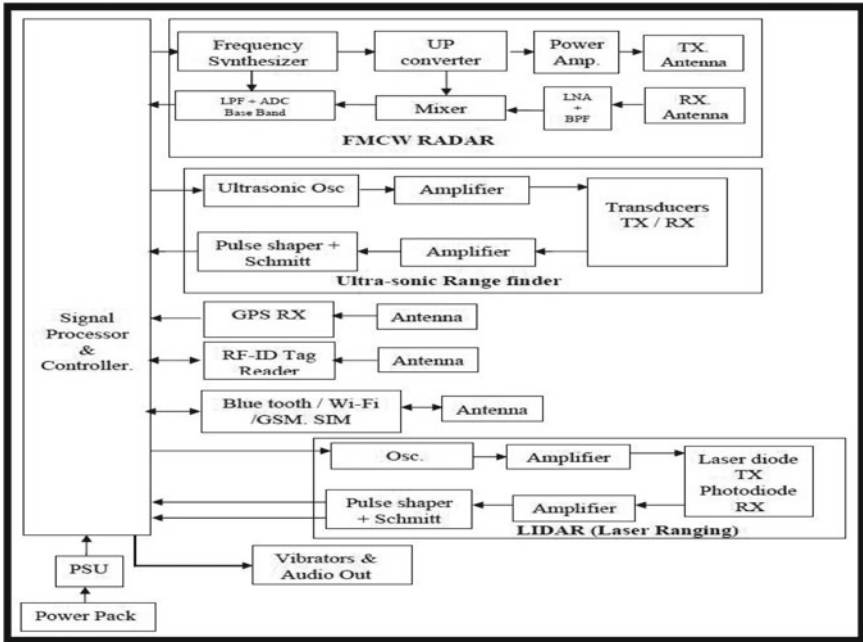 Frequency
Synthesizer
UP
converter
Power
Amp.
TX.
Antenna
LPF + ADC
Base Band
Mixer
LNA
+
BPF
RX.
Antenna
FMCW RADAR
Ultrasonic Osc
Amplifier
Transducers
TX / RX
Pulse shaper +
Schmitt
Amplifier
Ultra-sonic Range finder
Signal
Processor
&
Controller.
GPS RX
Antenna
RF-ID Tag
Reader
Antenna
Blue tooth / Wi-Fi
/GSM. SIM
Antenna
Osc.
Amplifier
Laser diode
TX
Photodiode
RX
Pulse shaper
+ Schmitt
Amplifier
LIDAR (Laser Ranging)
PSU
Vibrators &
Audio Out
Power Pack